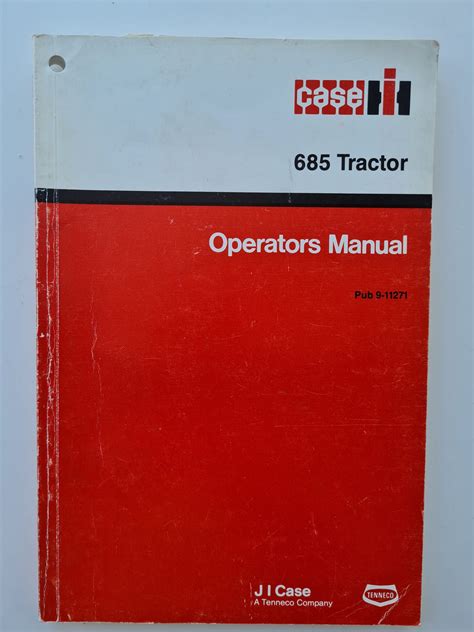 case IH
685 Tractor
Operators Manual
Pub 9-11271
J I Case
A Tenneco Company
TENNECO